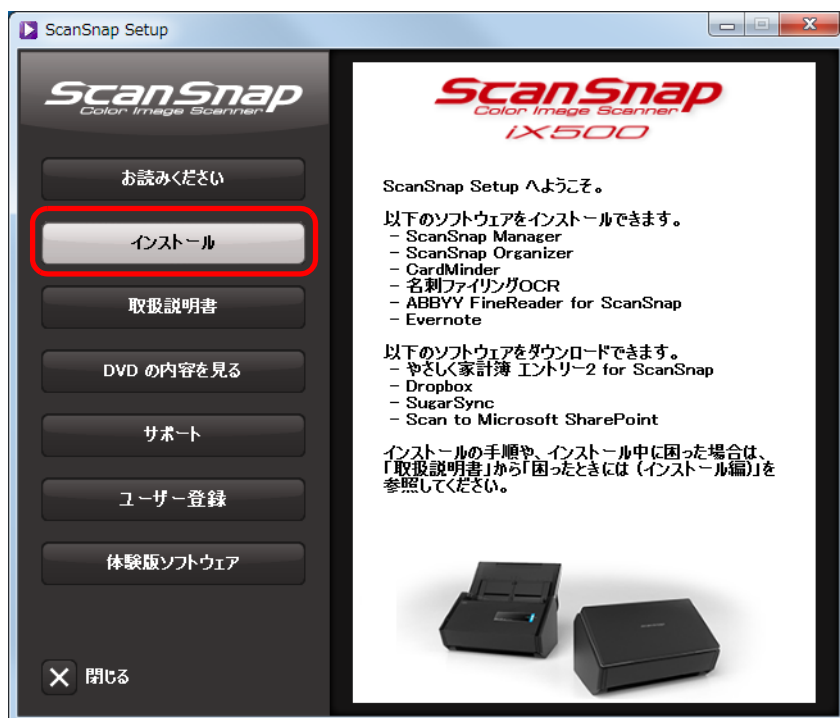 ScanSnap Setup
ScanSnap
Color Image Scanner
お読みください
インストール
取扱説明書
DVD の内容を見る
サポート
ユーザー登録
体験版ソフトウェア
閉じる
ScanSnap
Color Image Scanner
iX500
ScanSnap Setup へようこそ。
以下のソフトウェアをインストールできます。
- ScanSnap Manager
- ScanSnap Organizer
- CardMinder
- 名刺ファイリングOCR
- ABBYY FineReader for ScanSnap
- Evernote
以下のソフトウェアをダウンロードできます。
- やさしく家計簿 エントリー2 for ScanSnap
- Dropbox
- SugarSync
- Scan to Microsoft SharePoint
インストールの手順や、インストール中に困った場合は、
「取扱説明書」から「困ったときには (インストール編)」を
参照してください。